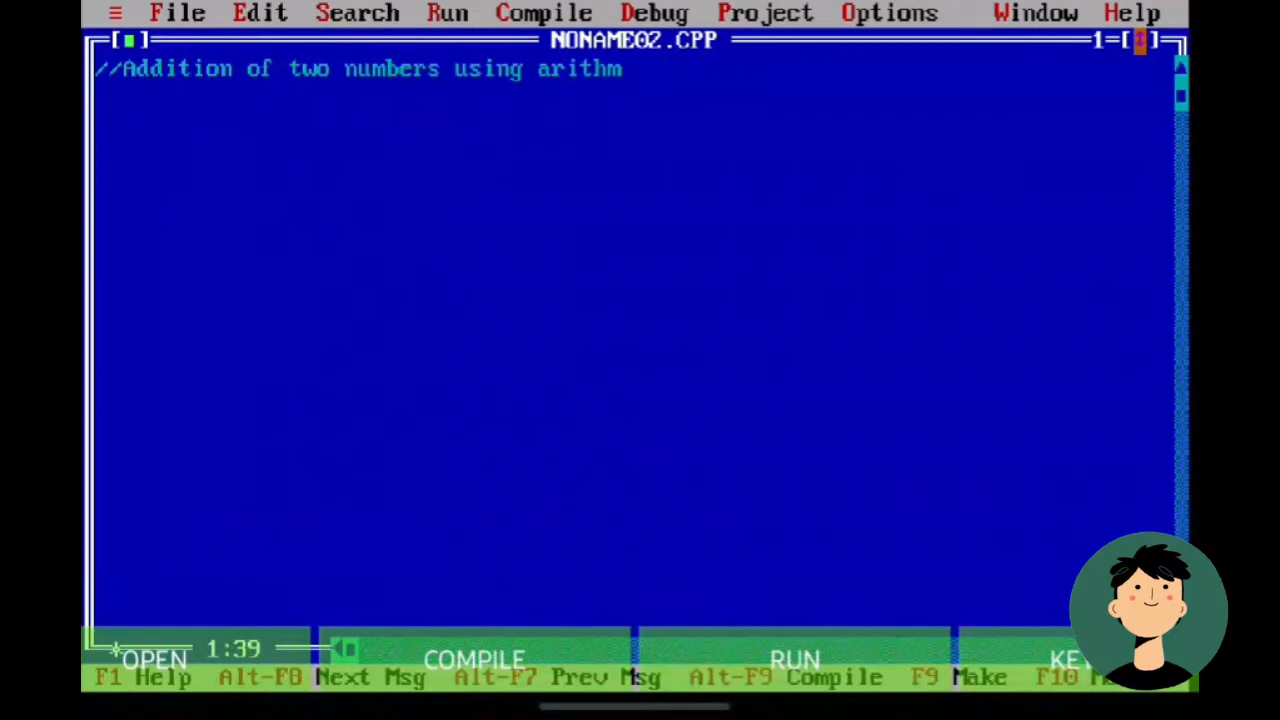 ≡ File Edit Search Run Compile Debug Project Options Window Help
[■] NONAME02.CPP 1=[↕]
//Addition of two numbers using arithm
1:39
OPEN COMPILE RUN
F1 Help Alt-F8 Next Msg Alt-F7 Prev Msg Alt-F9 Compile F9 Make F10